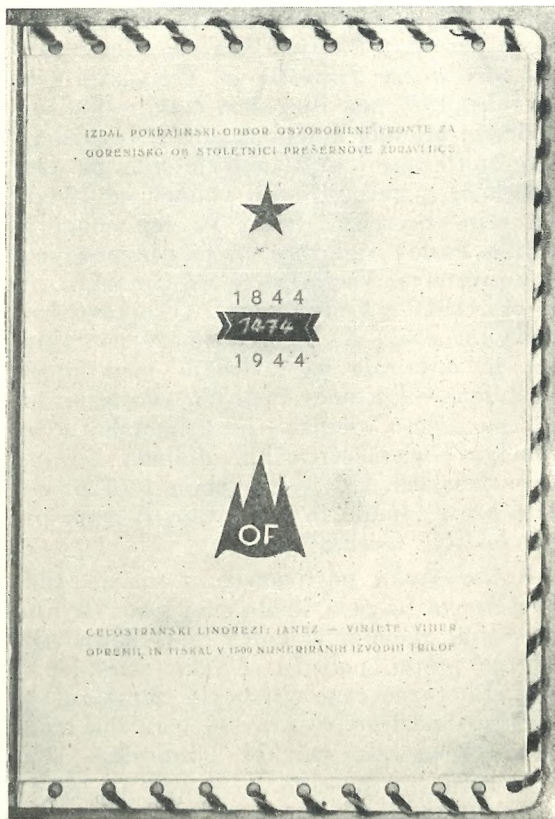 IZDAL POKRAJINSKI ODBOR OSVOBODILNE FRONTE ZA
GORENJSKO OB STOLETNICI PREŠERNOVE ZDRAVLJICE
1844
1474
1944
OF
CELOSTRANSKI LINOREZI: JANEZ — VINJETE: VIHER
OPREMIL IN TISKAL V 1500 NUMERIRANIH IZVODIH TRILOF